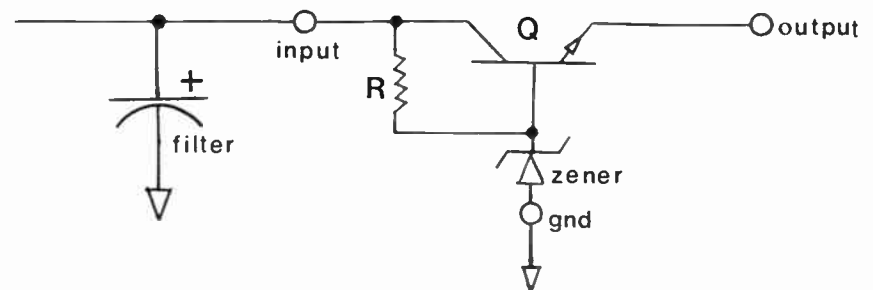 Q
output
input
R
+
filter
zener
gnd